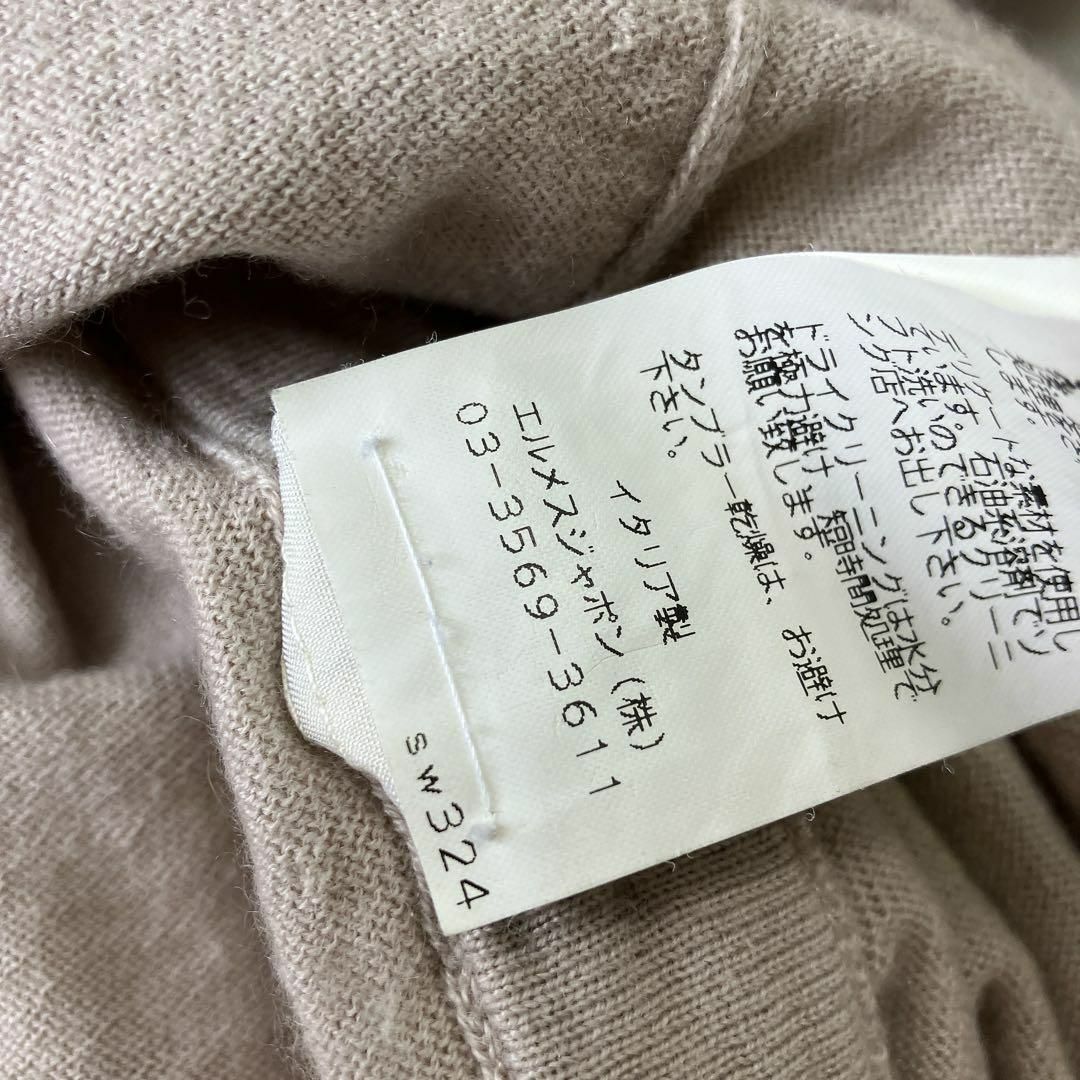 します。
デリケートな素材を使用し
ています。石油系溶剤でソ
フト洗いのできるクリーニ
ング店へお出し下さい。
ドライクリーニングは水分
を極力避け 短時間処理で
お願い致します。
タンブラー乾燥は、お避け
下さい。
イタリア製
エルメスジャポン(株)
03-3569-3611
sw324